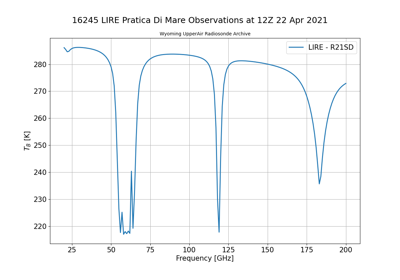 16245 LIRE Pratica Di Mare Observations at 12Z 22 Apr 2021
Wyoming UpperAir Radiosonde Archive
LIRE - R21SD
280
270
260
250
240
230
220
T_B [K]
25 50 75 100 125 150 175 200
Frequency [GHz]